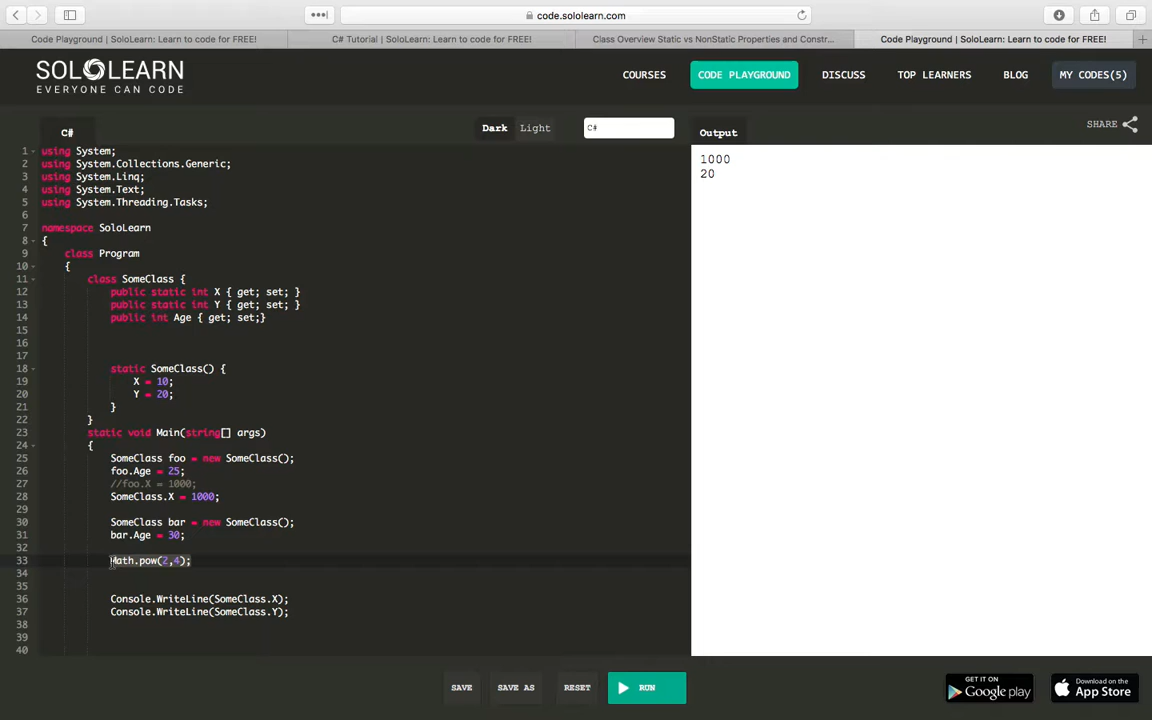 code.sololearn.com
Code Playground | SoloLearn: Learn to code for FREE!
C# Tutorial | SoloLearn: Learn to code for FREE!
Class Overview Static vs NonStatic Properties and Constr...
Code Playground | SoloLearn: Learn to code for FREE!
SOLOLEARN
EVERYONE CAN CODE
COURSES
CODE PLAYGROUND
DISCUSS
TOP LEARNERS
BLOG
MY CODES(5)
C#
Dark
Light
C#
Output
SHARE
1 using System;
2 using System.Collections.Generic;
3 using System.Linq;
4 using System.Text;
5 using System.Threading.Tasks;
6
7 namespace SoloLearn
8 {
9 class Program
10 {
11 class SomeClass {
12 public static int X { get; set; }
13 public static int Y { get; set; }
14 public int Age { get; set;}
15
16
17
18 static SomeClass() {
19 X = 10;
20 Y = 20;
21 }
22 }
23 static void Main(string[] args)
24 {
25 SomeClass foo = new SomeClass();
26 foo.Age = 25;
27 //foo.X = 1000;
28 SomeClass.X = 1000;
29
30 SomeClass bar = new SomeClass();
31 bar.Age = 30;
32
33 Math.pow(2,4);
34
35
36 Console.WriteLine(SomeClass.X);
37 Console.WriteLine(SomeClass.Y);
38
39
40
1000
20
SAVE
SAVE AS
RESET
RUN
GET IT ON
Google play
Download on the
App Store